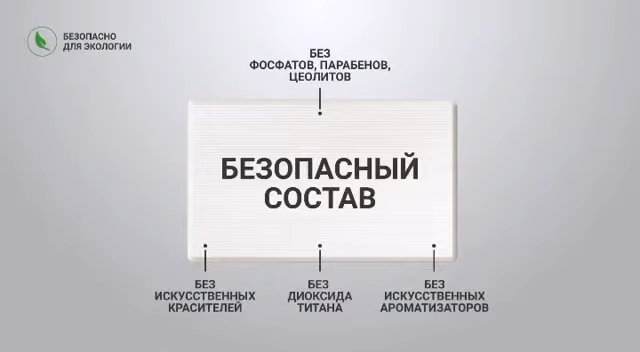 БЕЗОПАСНО
ДЛЯ ЭКОЛОГИИ
БЕЗ
ФОСФАТОВ, ПАРАБЕНОВ,
ЦЕОЛИТОВ
БЕЗОПАСНЫЙ
СОСТАВ
БЕЗ
ИСКУССТВЕННЫХ
КРАСИТЕЛЕЙ
БЕЗ
ДИОКСИДА
ТИТАНА
БЕЗ
ИСКУССТВЕННЫХ
АРОМАТИЗАТОРОВ